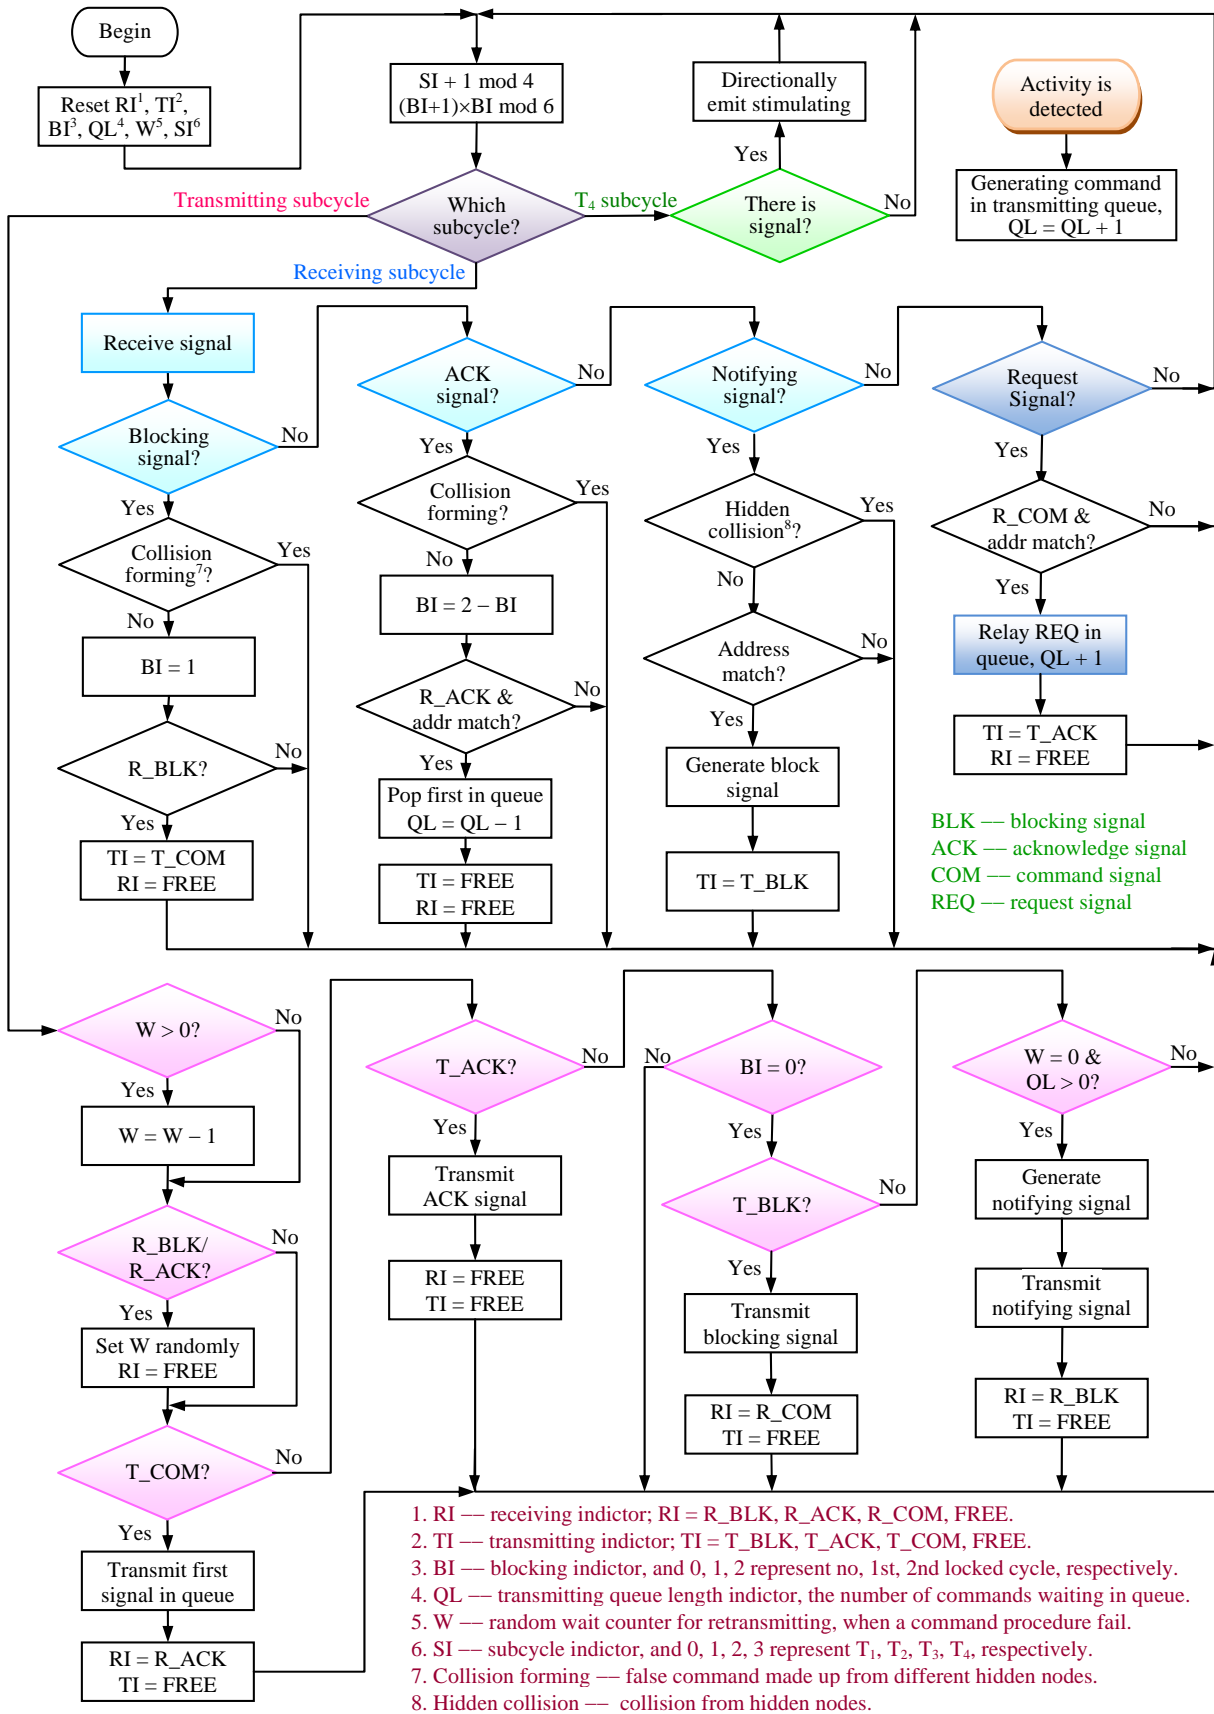 Begin
Reset RI1, TI2,
BI3, QL4, W5, SI6
SI + 1 mod 4
(BI+1)×BI mod 6
Directionally
emit stimulating
Activity is
detected
Yes
Transmitting subcycle
Which
subcycle?
T4 subcycle
There is
signal?
No
Generating command
in transmitting queue,
QL = QL + 1
Receiving subcycle
Receive signal
Blocking
signal?
No
Yes
Collision
forming7?
Yes
No
BI = 1
R_BLK?
No
Yes
TI = T_COM
RI = FREE
ACK
signal?
No
Yes
Collision
forming?
Yes
No
BI = 2 – BI
R_ACK &
addr match?
No
Yes
Pop first in queue
QL = QL – 1
TI = FREE
RI = FREE
Notifying
signal?
No
Yes
Hidden
collision8?
Yes
No
Address
match?
No
Yes
Generate block
signal
TI = T_BLK
Request
Signal?
No
Yes
R_COM &
addr match?
No
Yes
Relay REQ in
queue, QL + 1
TI = T_ACK
RI = FREE
BLK –– blocking signal
ACK –– acknowledge signal
COM –– command signal
REQ –– request signal
W > 0?
No
Yes
W = W – 1
R_BLK/
R_ACK?
No
Yes
Set W randomly
RI = FREE
T_COM?
No
Yes
Transmit first
signal in queue
RI = R_ACK
TI = FREE
T_ACK?
No
Yes
Transmit
ACK signal
RI = FREE
TI = FREE
No
BI = 0?
Yes
T_BLK?
No
Yes
Transmit
blocking signal
RI = R_COM
TI = FREE
W = 0 &
OL > 0?
No
Yes
Generate
notifying signal
Transmit
notifying signal
RI = R_BLK
TI = FREE
1. RI –– receiving indictor; RI = R_BLK, R_ACK, R_COM, FREE.
2. TI –– transmitting indictor; TI = T_BLK, T_ACK, T_COM, FREE.
3. BI –– blocking indictor, and 0, 1, 2 represent no, 1st, 2nd locked cycle, respectively.
4. QL –– transmitting queue length indictor, the number of commands waiting in queue.
5. W –– random wait counter for retransmitting, when a command procedure fail.
6. SI –– subcycle indictor, and 0, 1, 2, 3 represent T1, T2, T3, T4, respectively.
7. Collision forming –– false command made up from different hidden nodes.
8. Hidden collision –– collision from hidden nodes.